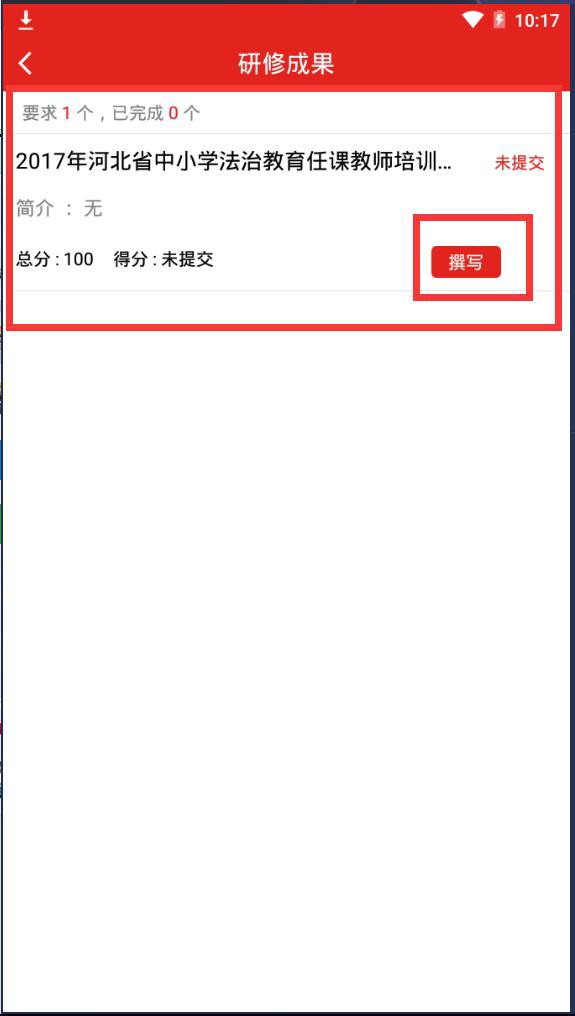 10:17
研修成果
要求 1 个，已完成 0 个
2017年河北省中小学法治教育任课教师培训... 未提交
简介 ： 无
总分 : 100 得分 : 未提交 撰写